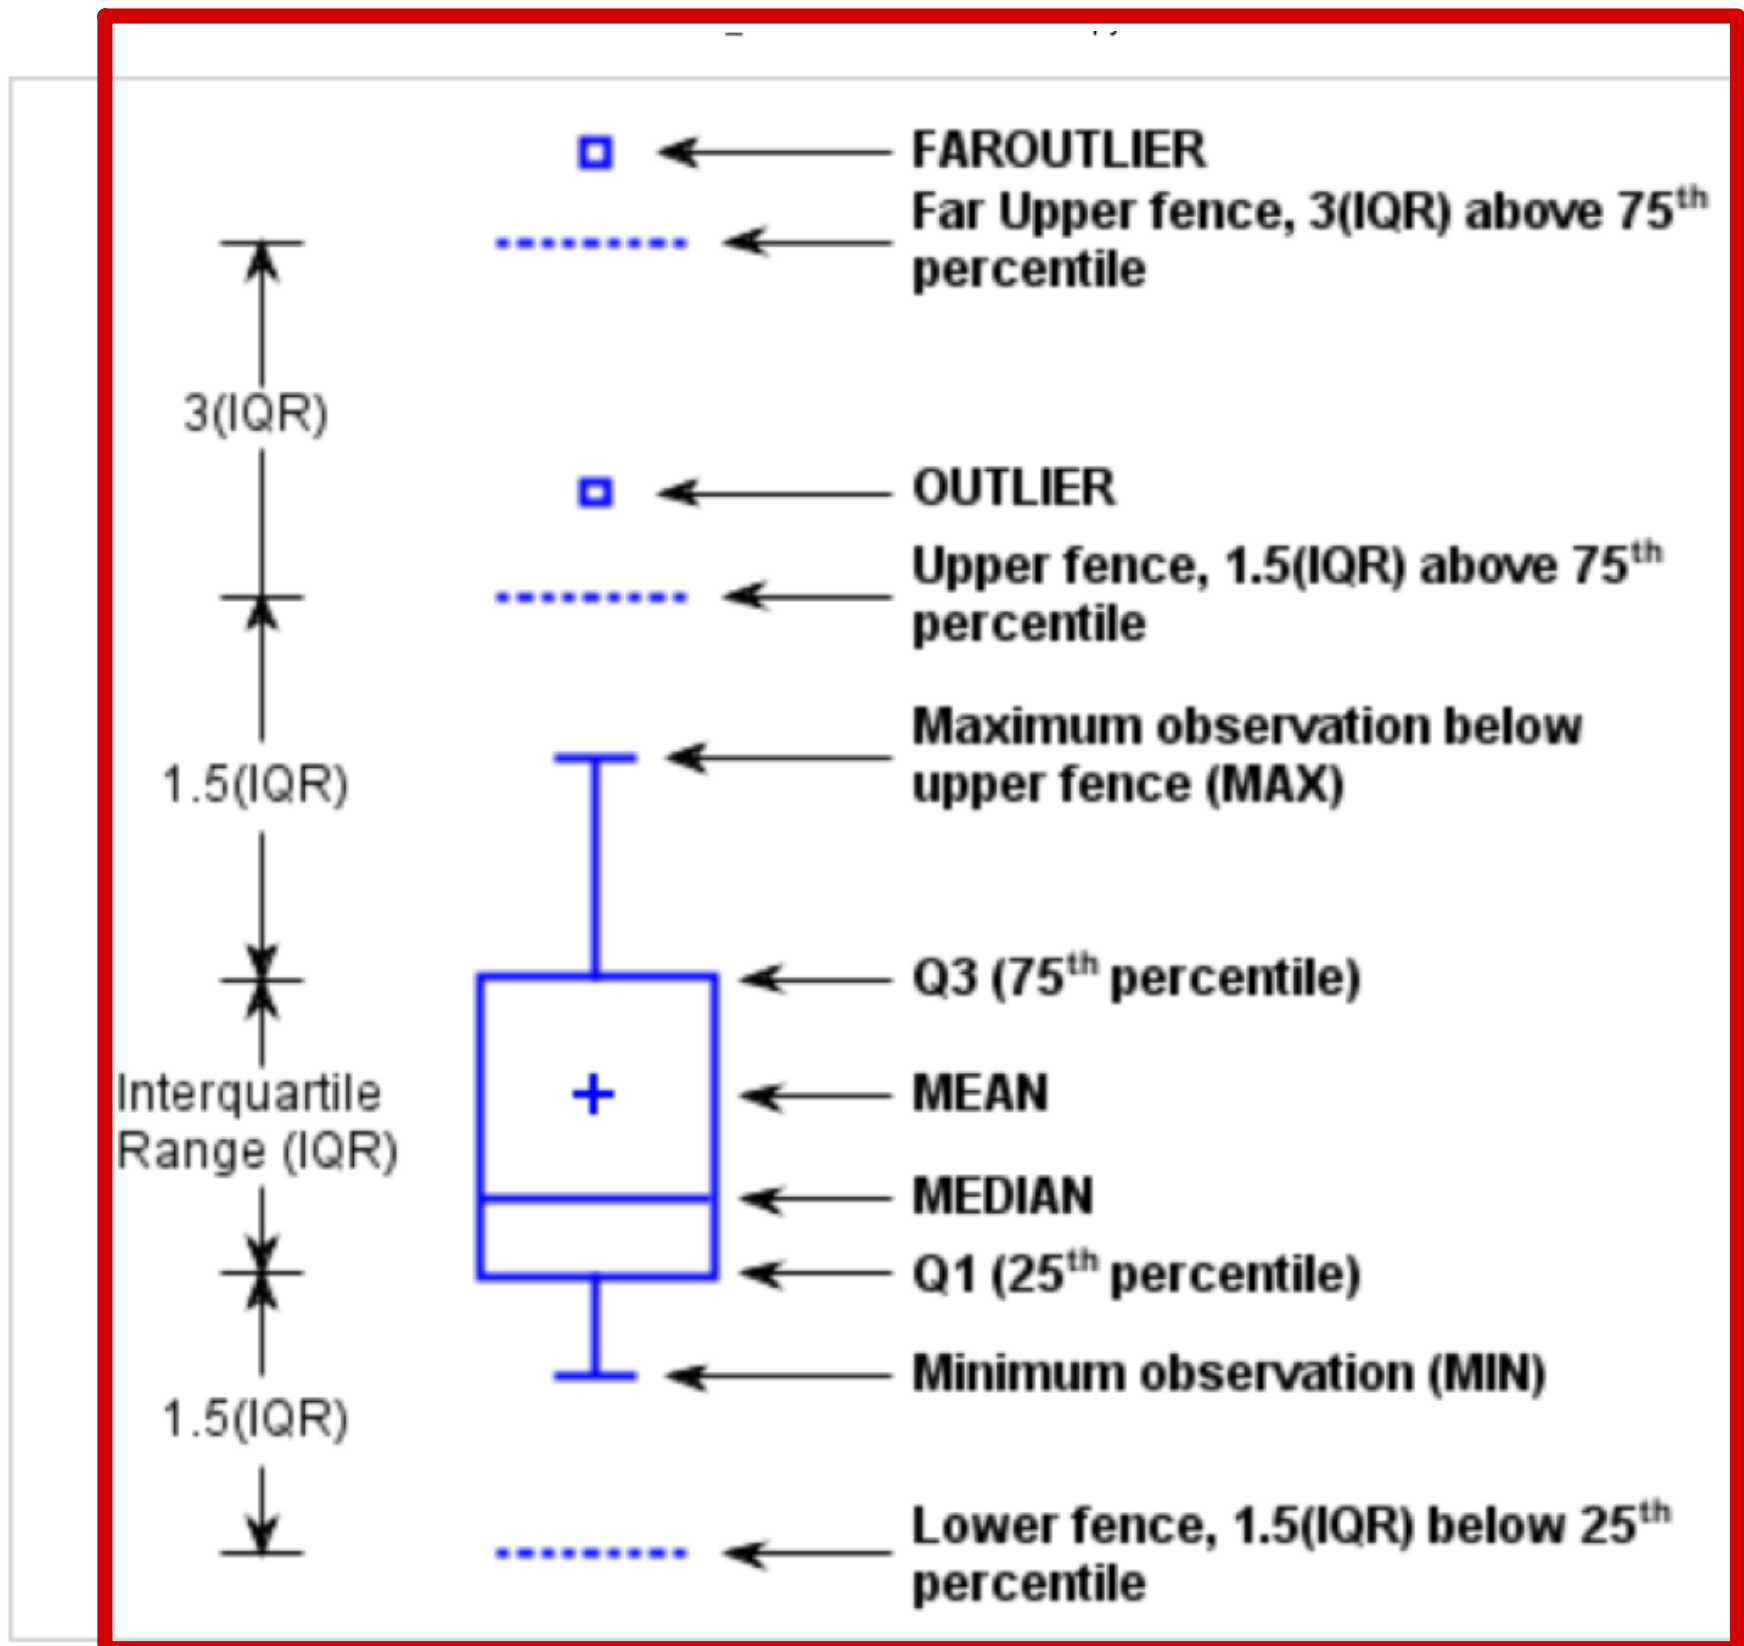 FAROUTLIER
Far Upper fence, 3(IQR) above 75th
percentile
3(IQR)
OUTLIER
Upper fence, 1.5(IQR) above 75th
percentile
Maximum observation below
upper fence (MAX)
1.5(IQR)
Q3 (75th percentile)
Interquartile
Range (IQR)
MEAN
MEDIAN
Q1 (25th percentile)
Minimum observation (MIN)
1.5(IQR)
Lower fence, 1.5(IQR) below 25th
percentile